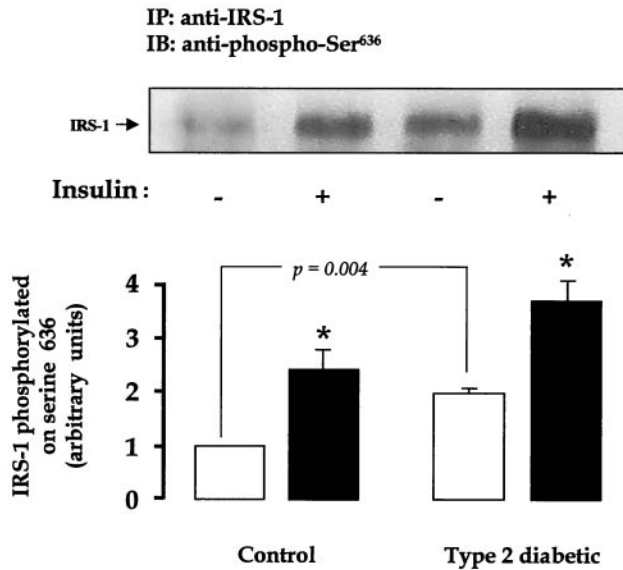 IP: anti-IRS-1
IB: anti-phospho-Ser636
IRS-1
Insulin :
- + - +
p = 0.004
* *
IRS-1 phosphorylated
on serine 636
(arbitrary units)
4
3
2
1
0
Control Type 2 diabetic